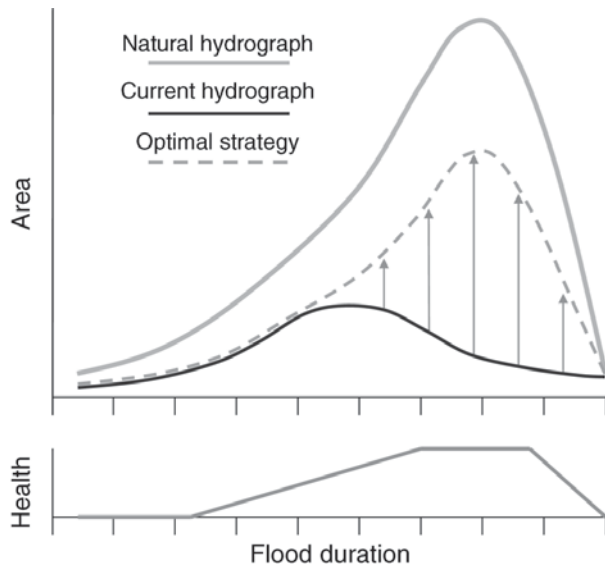 Natural hydrograph
Current hydrograph
Optimal strategy
Area
Health
Flood duration